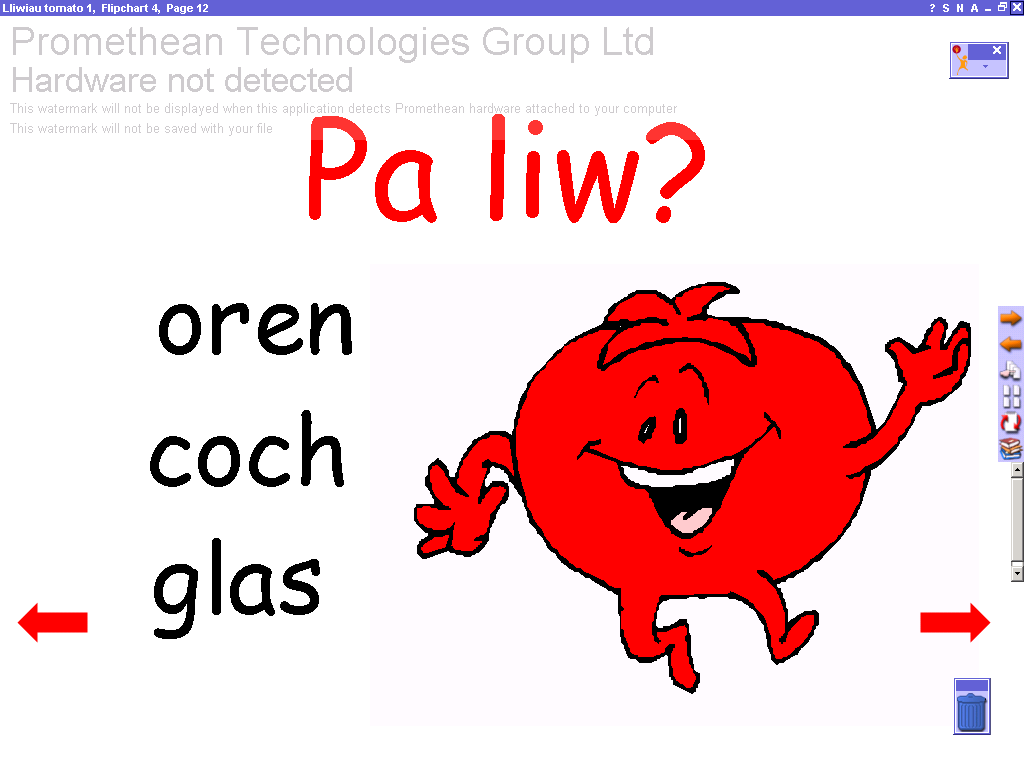 Lliwiau tomato 1, Flipchart 4, Page 12
? S N A
Promethean Technologies Group Ltd
Hardware not detected
This watermark will not be displayed when this application detects Promethean hardware attached to your computer
This watermark will not be saved with your file
Pa liw?
oren
coch
glas